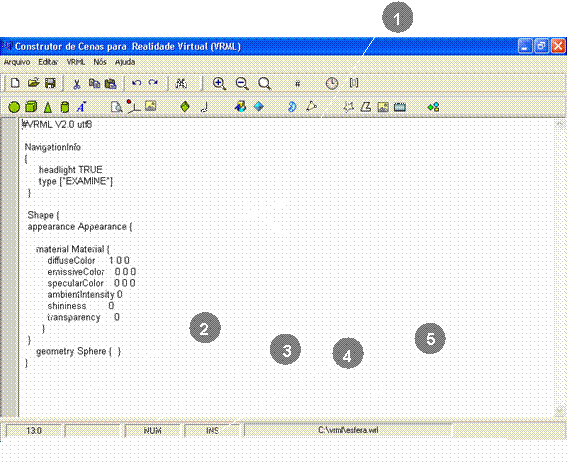 1
Construtor de Cenas para Realidade Virtual (VRML)
Arquivo Editar VRML Nós Ajuda
#VRML V2.0 utf8
NavigationInfo
{
headlight TRUE
type ["EXAMINE"]
}
Shape {
appearance Appearance {
material Material {
diffuseColor 1 0 0
emissiveColor 0 0 0
specularColor 0 0 0
ambientIntensity 0
shininess 0
transparency 0
}
}
geometry Sphere { }
}
2
3
4
5
13:0 NUM INS C:\vrml\esfera.wrl